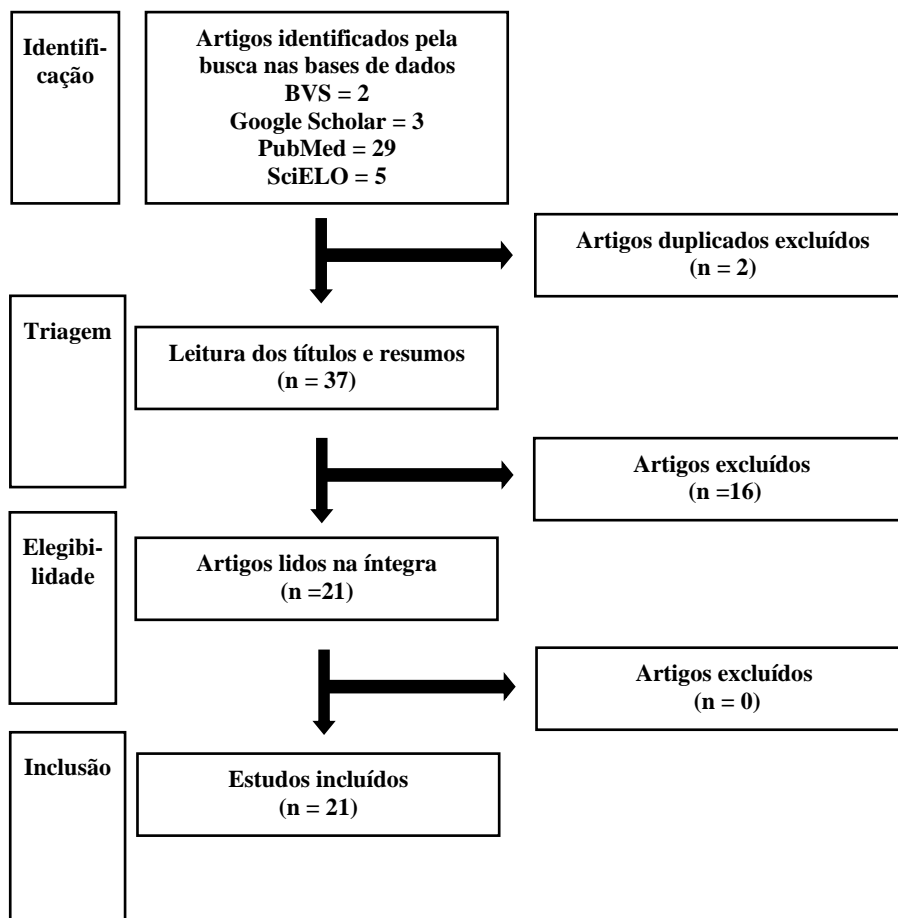 Identifi-
cação
Artigos identificados pela
busca nas bases de dados
BVS = 2
Google Scholar = 3
PubMed = 29
SciELO = 5
Artigos duplicados excluídos
(n = 2)
Triagem
Leitura dos títulos e resumos
(n = 37)
Artigos excluídos
(n =16)
Elegibi-
lidade
Artigos lidos na íntegra
(n =21)
Artigos excluídos
(n = 0)
Inclusão
Estudos incluídos
(n = 21)